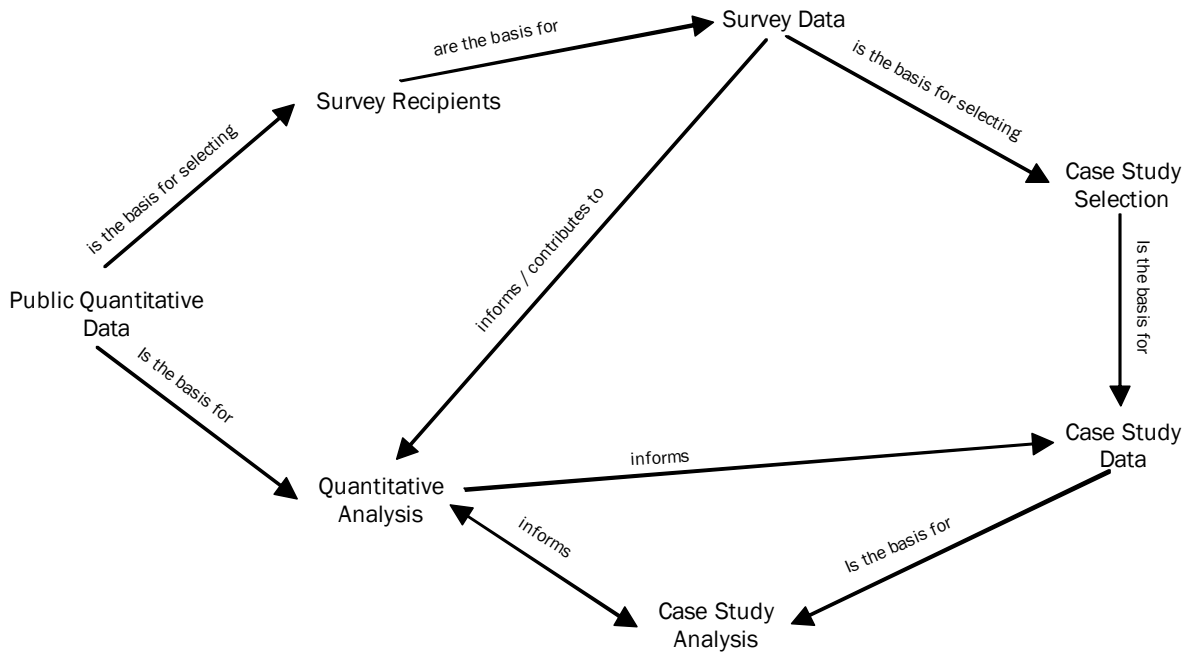 Survey Data
are the basis for
is the basis for selecting
Survey Recipients
is the basis for selecting
Case Study
Selection
informs / contributes to
Is the basis for
Public Quantitative
Data
Is the basis for
Case Study
Data
informs
Quantitative
Analysis
informs
Is the basis for
Case Study
Analysis